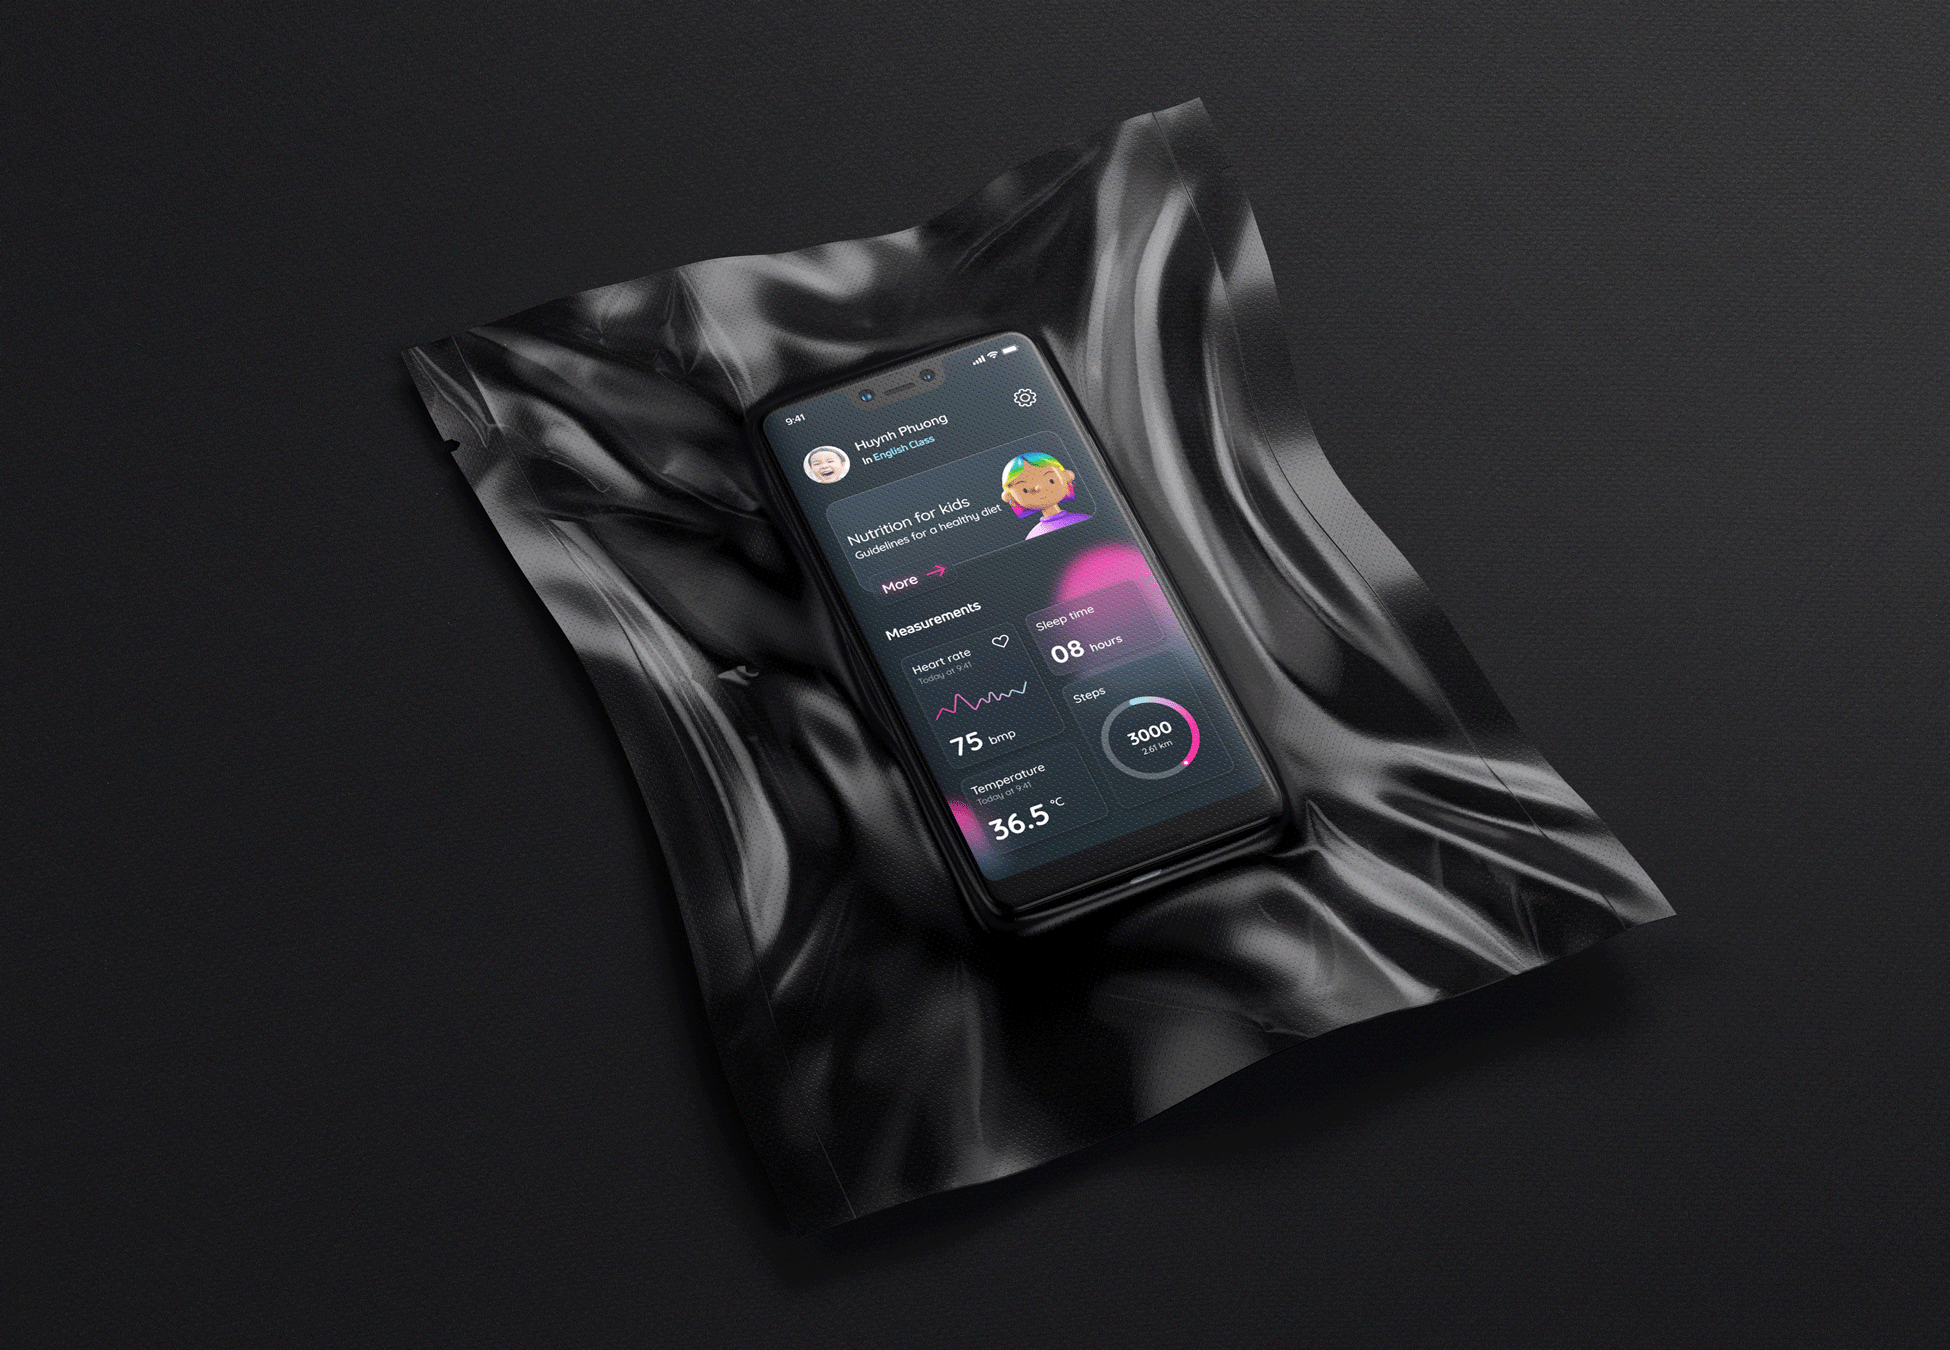 9:41
Huynh Phuong
In English Class
Nutrition for kids
Guidelines for a healthy diet
More
Measurements
Heart rate
Today at 9:41
75 bmp
Sleep time
08 hours
Steps
3000
2.61 km
Temperature
Today at 9:41
36.5 °C